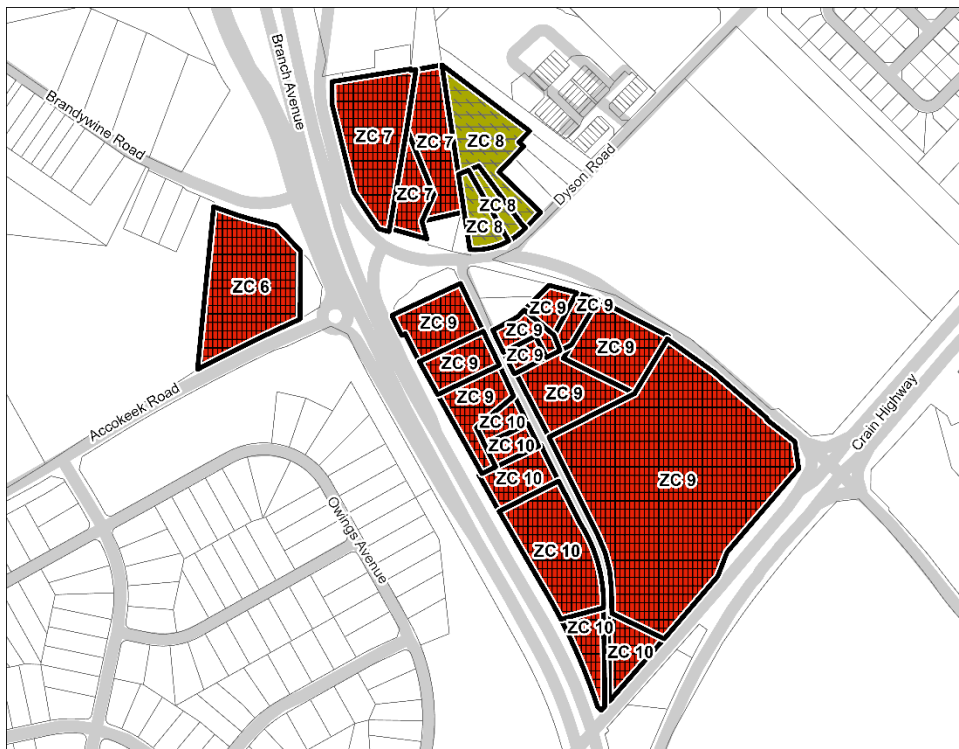 Branch Avenue
Brandywine Road
ZC 7
ZC 7
ZC 8
ZC 7
ZC 8
ZC 8
Dyson Road
ZC 6
ZC 9
ZC 9
ZC 9
ZC 9
ZC 9
ZC 9
ZC 9
ZC 9
ZC 9
Accokeek Road
ZC 10
ZC 10
ZC 10
ZC 9
Crain Highway
Owings Avenue
ZC 10
ZC 10
ZC 10